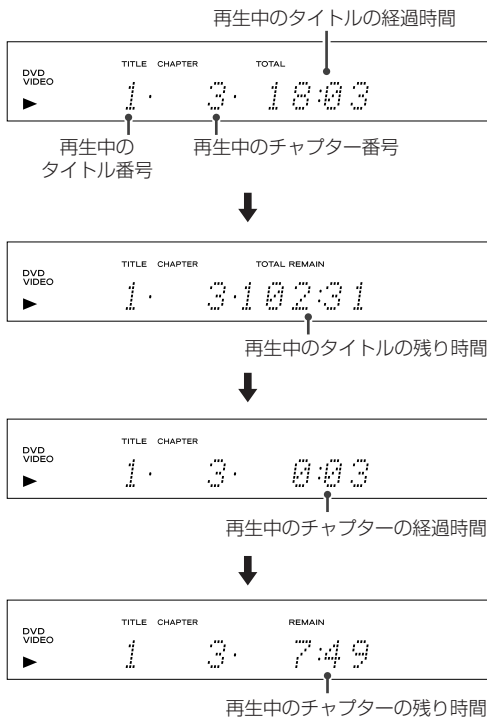 再生中のタイトルの経過時間
DVD VIDEO
TITLE CHAPTER TOTAL
► 1· 3· 18:03
再生中の
タイトル番号
再生中のチャプター番号
DVD VIDEO
TITLE CHAPTER TOTAL REMAIN
► 1· 3·102:31
再生中のタイトルの残り時間
DVD VIDEO
TITLE CHAPTER
► 1· 3· 0:03
再生中のチャプターの経過時間
DVD VIDEO
TITLE CHAPTER REMAIN
► 1 3· 7:49
再生中のチャプターの残り時間